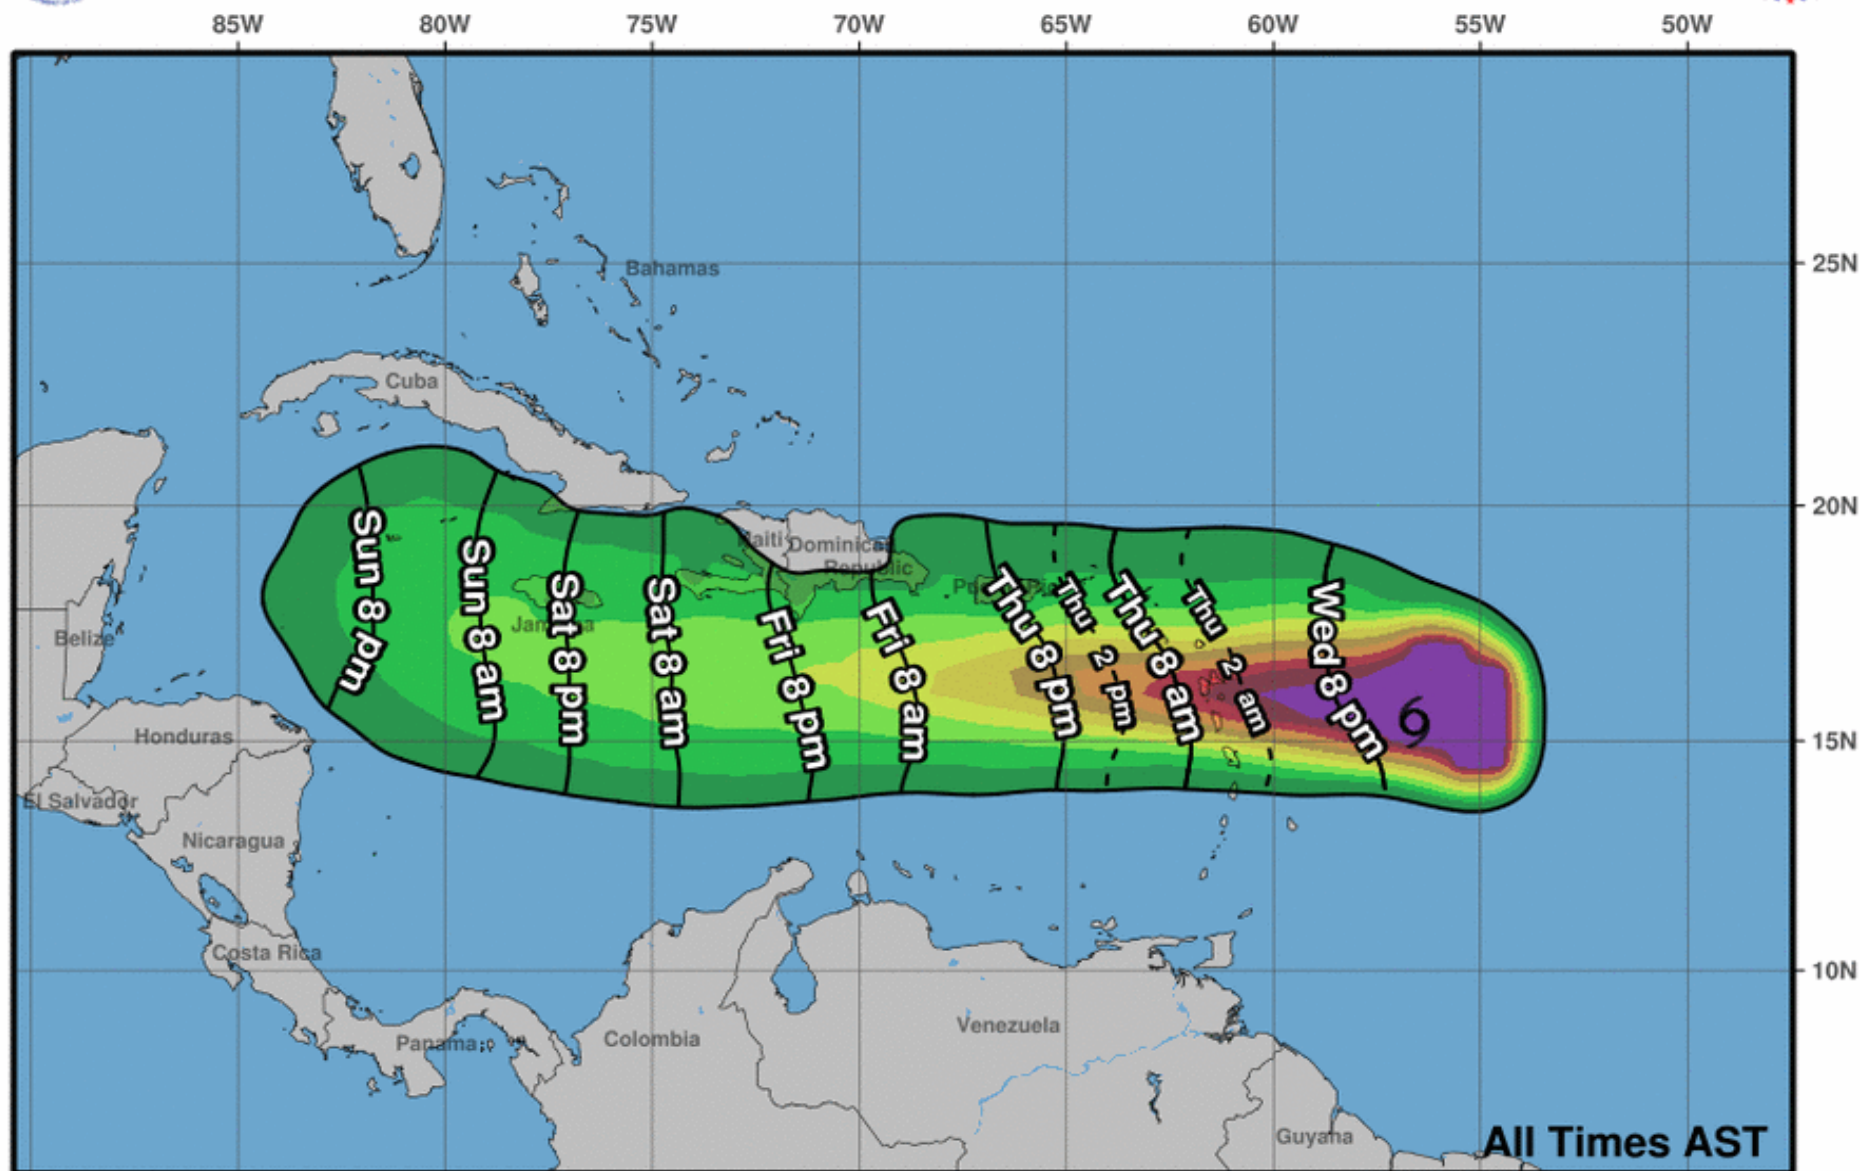 85W 80W 75W 70W 65W 60W 55W 50W
25N
Bahamas
Cuba
20N
Haiti
Dominican
Republic
Puerto Rico
Jamaica
Belize
Sun 8 pm
Sun 8 am
Sat 8 pm
Sat 8 am
Fri 8 pm
Fri 8 am
Thu 8 pm
Thu 2 pm
Thu 8 am
Thu 2 am
Wed 8 pm
15N
Honduras
El Salvador
Nicaragua
10N
Costa Rica
Panama
Colombia
Venezuela
Guyana
All Times AST